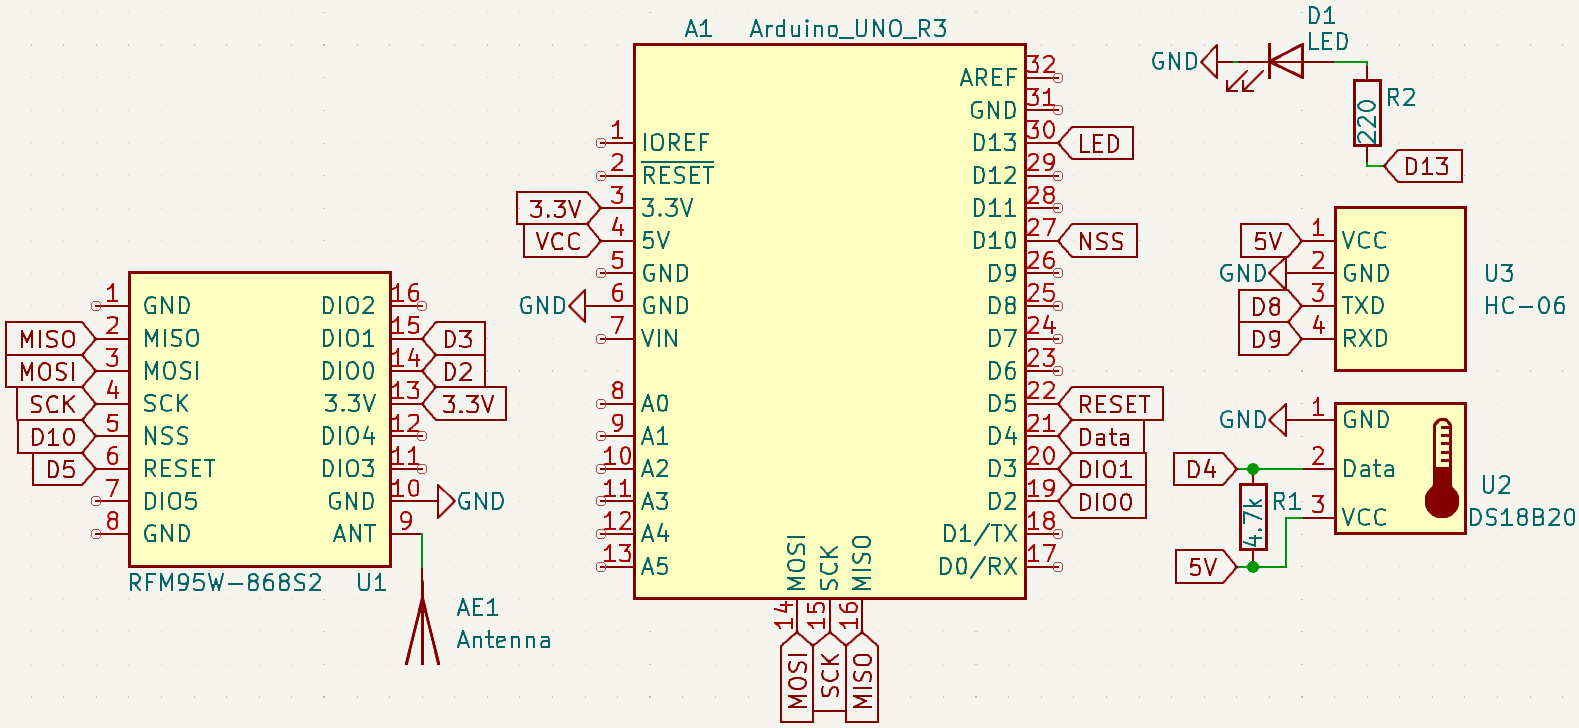 A1 Arduino_UNO_R3
1 IOREF
2 RESET
3.3V 3 3.3V
VCC 4 5V
5 GND
GND 6 GND
7 VIN
8 A0
9 A1
10 A2
11 A3
12 A4
13 A5
AREF 32
GND 31
D13 30 LED
D12 29
D11 28
D10 27 NSS
D9 26
D8 25
D7 24
D6 23
D5 22 RESET
D4 21 Data
D3 20 DIO1
D2 19 DIO0
D1/TX 18
D0/RX 17
MOSI 14 MOSI
SCK 15 SCK
MISO 16 MISO
1 GND
MISO 2 MISO
MOSI 3 MOSI
SCK 4 SCK
D10 5 NSS
D5 6 RESET
7 DIO5
8 GND
DIO2 16
DIO1 15 D3
DIO0 14 D2
3.3V 13 3.3V
DIO4 12
DIO3 11
GND 10 GND
ANT 9
RFM95W-868S2 U1
AE1
Antenna
D1
LED
GND
R2
220
D13
5V 1 VCC
GND 2 GND
D8 3 TXD
D9 4 RXD
U3
HC-06
GND 1 GND
D4 2 Data
3 VCC
R1
4.7k
5V
U2
DS18B20